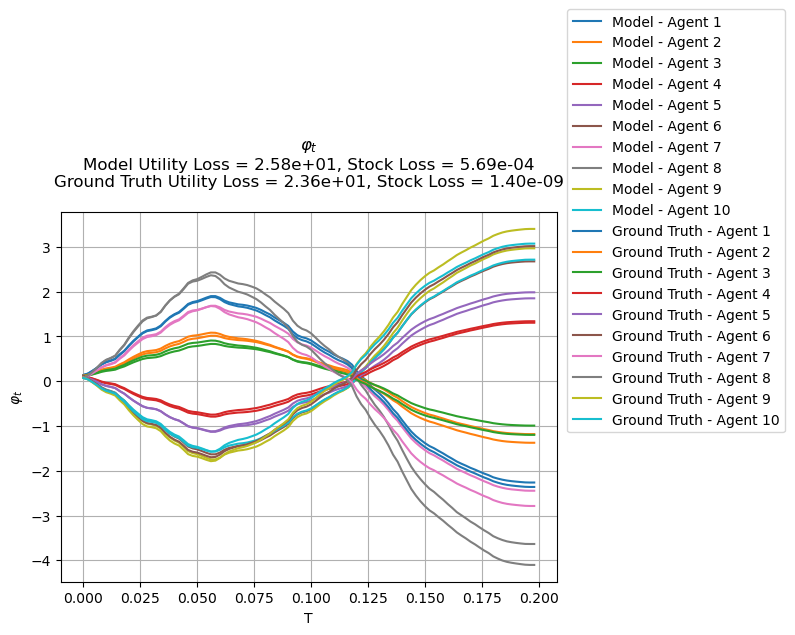 φₜ
Model Utility Loss = 2.58e+01, Stock Loss = 5.69e-04
Ground Truth Utility Loss = 2.36e+01, Stock Loss = 1.40e-09
Model - Agent 1
Model - Agent 2
Model - Agent 3
Model - Agent 4
Model - Agent 5
Model - Agent 6
Model - Agent 7
Model - Agent 8
Model - Agent 9
Model - Agent 10
Ground Truth - Agent 1
Ground Truth - Agent 2
Ground Truth - Agent 3
Ground Truth - Agent 4
Ground Truth - Agent 5
Ground Truth - Agent 6
Ground Truth - Agent 7
Ground Truth - Agent 8
Ground Truth - Agent 9
Ground Truth - Agent 10
φₜ
3
2
1
0
−1
−2
−3
−4
0.000 0.025 0.050 0.075 0.100 0.125 0.150 0.175 0.200
T